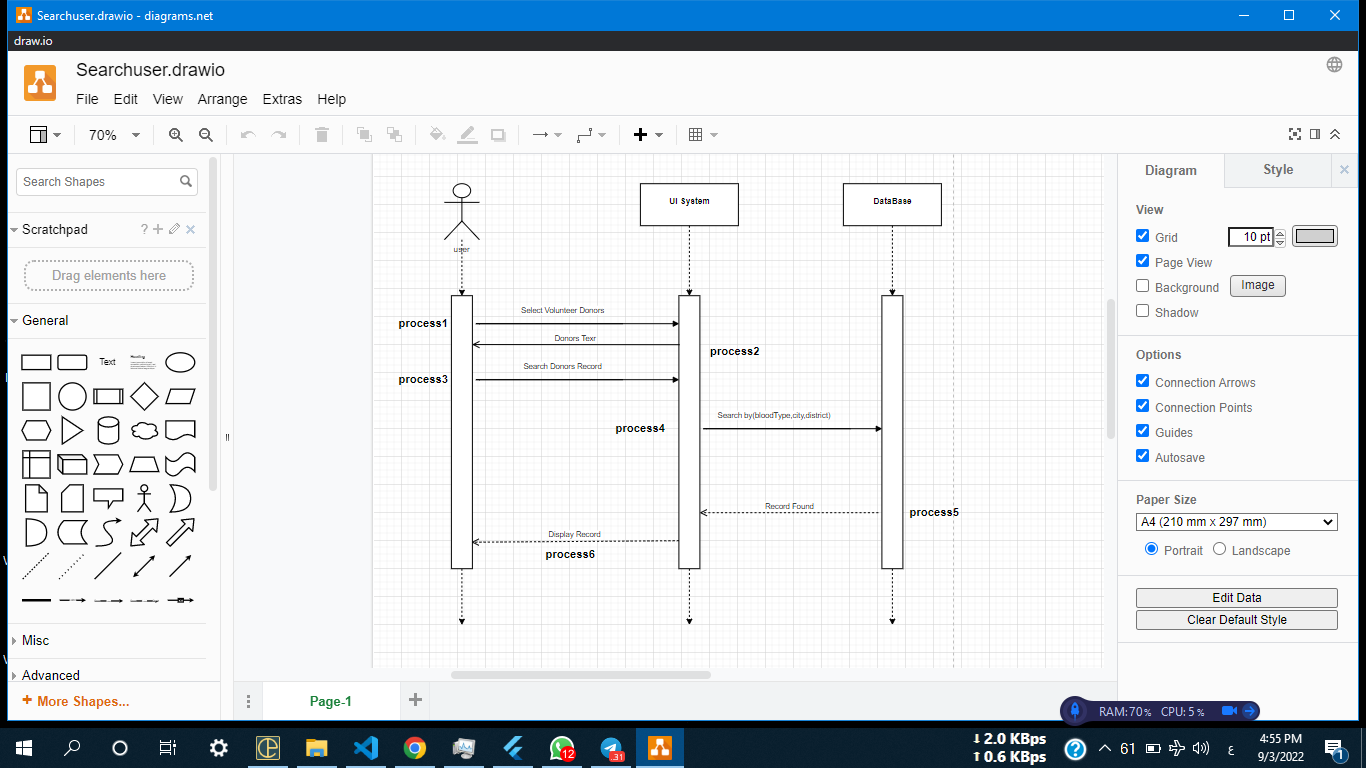 Searchuser.drawio - diagrams.net
draw.io
Searchuser.drawio
File Edit View Arrange Extras Help
70%
Search Shapes
Scratchpad
?
Drag elements here
General
Text
Heading
Misc
Advanced
+ More Shapes...
user
UI System
DataBase
Select Volunteer Donors
process1
Donors Texr
process2
Search Donors Record
process3
Search by(bloodType,city,district)
process4
Record Found
process5
Display Record
process6
Page-1
Diagram Style
View
Grid 10 pt
Page View
Background Image
Shadow
Options
Connection Arrows
Connection Points
Guides
Autosave
Paper Size
A4 (210 mm x 297 mm)
Portrait Landscape
Edit Data
Clear Default Style
RAM:70% CPU:5%
12
31
2.0 KBps
0.6 KBps
?
61
ع
4:55 PM
9/3/2022
1